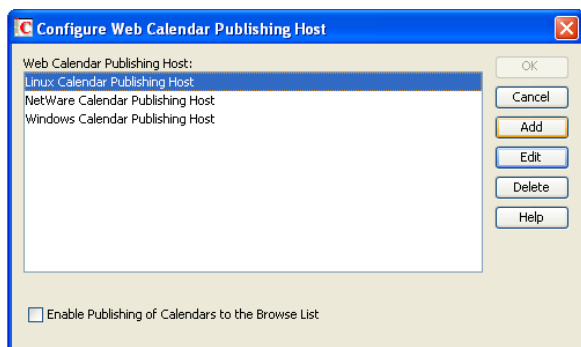 Configure Web Calendar Publishing Host
Web Calendar Publishing Host:
Linux Calendar Publishing Host
NetWare Calendar Publishing Host
Windows Calendar Publishing Host
OK
Cancel
Add
Edit
Delete
Help
Enable Publishing of Calendars to the Browse List